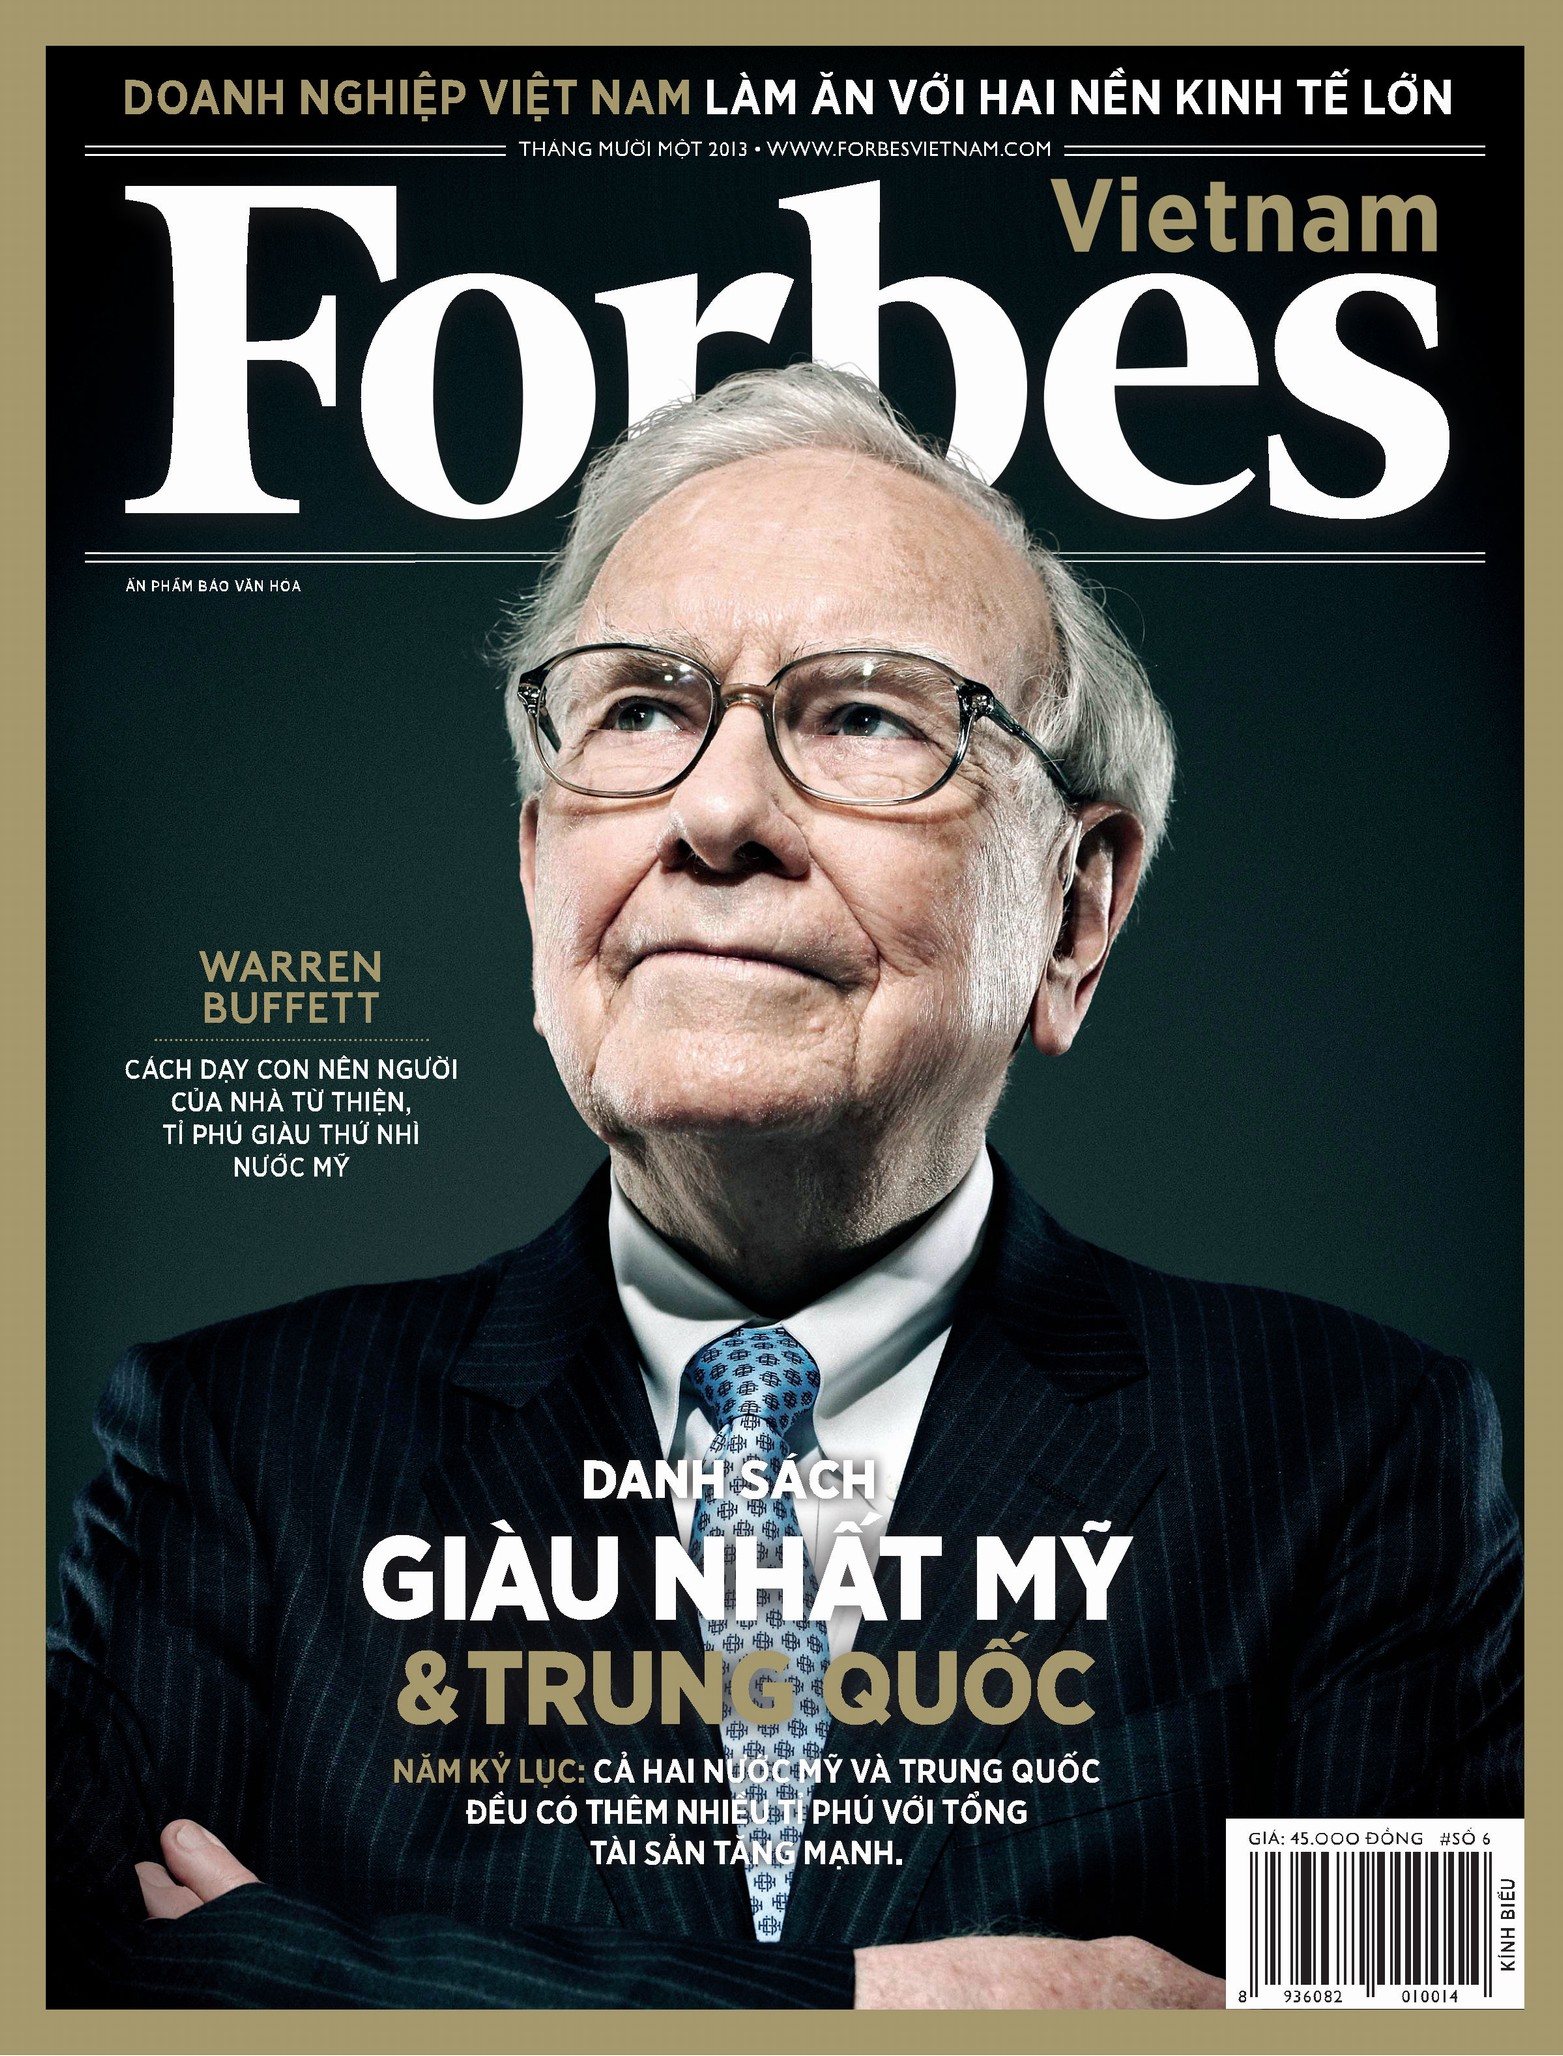 DOANH NGHIỆP VIỆT NAM LÀM ĂN VỚI HAI NỀN KINH TẾ LỚN
THÁNG MƯỜI MỘT 2013 • WWW.FORBESVIETNAM.COM
Vietnam
Forbes
ẤN PHẨM BÁO VĂN HÓA
WARREN
BUFFETT
CÁCH DẠY CON NÊN NGƯỜI
CỦA NHÀ TỪ THIỆN,
TỈ PHÚ GIÀU THỨ NHÌ
NƯỚC MỸ
DANH SÁCH
GIÀU NHẤT MỸ
& TRUNG QUỐC
NĂM KỶ LỤC: CẢ HAI NƯỚC MỸ VÀ TRUNG QUỐC
ĐỀU CÓ THÊM NHIỀU TỈ PHÚ VỚI TỔNG
TÀI SẢN TĂNG MẠNH.
GIÁ: 45.000 ĐỒNG #SỐ 6
KÍNH BIẾU
8 936082 010014